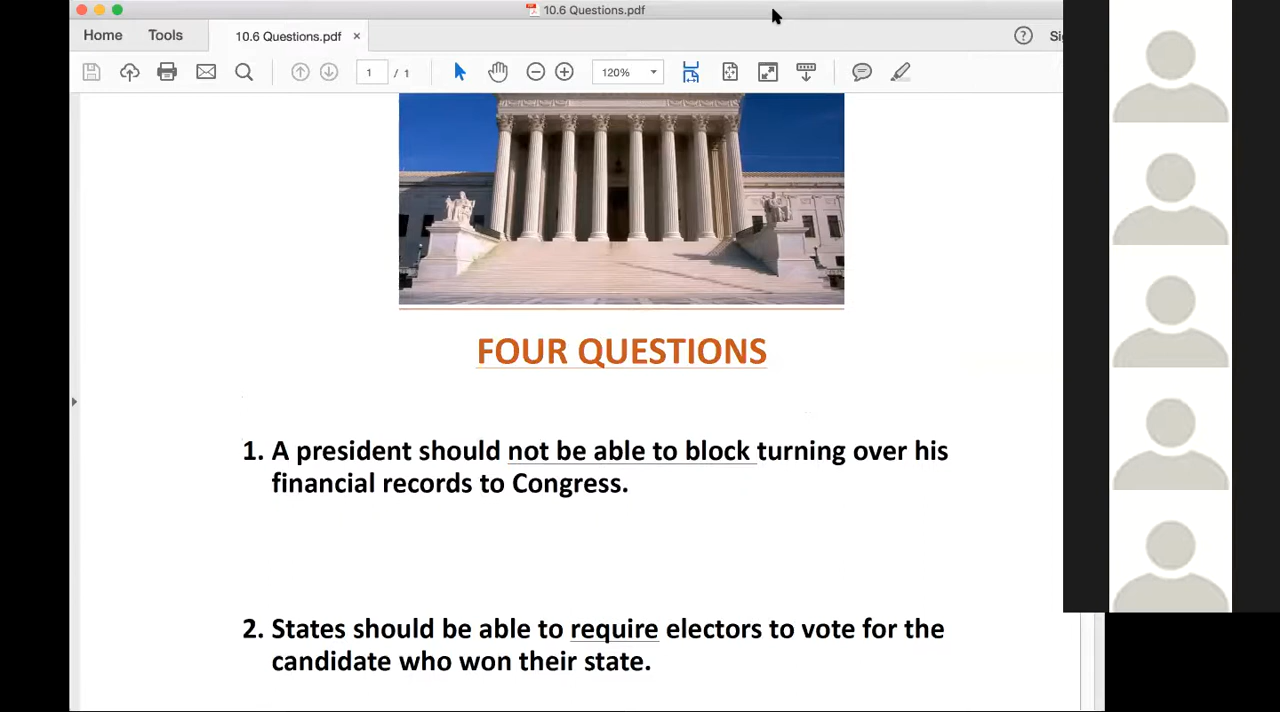 10.6 Questions.pdf
Home
Tools
10.6 Questions.pdf
1 / 1
120%
FOUR QUESTIONS
1. A president should not be able to block turning over his
financial records to Congress.
2. States should be able to require electors to vote for the
candidate who won their state.